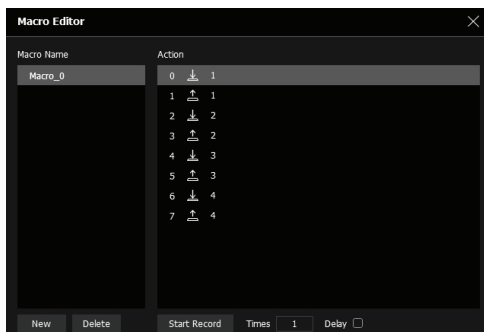 Macro Editor
Macro Name
Action
Macro_0
0 1
1 1
2 2
3 2
4 3
5 3
6 4
7 4
New Delete Start Record Times 1 Delay